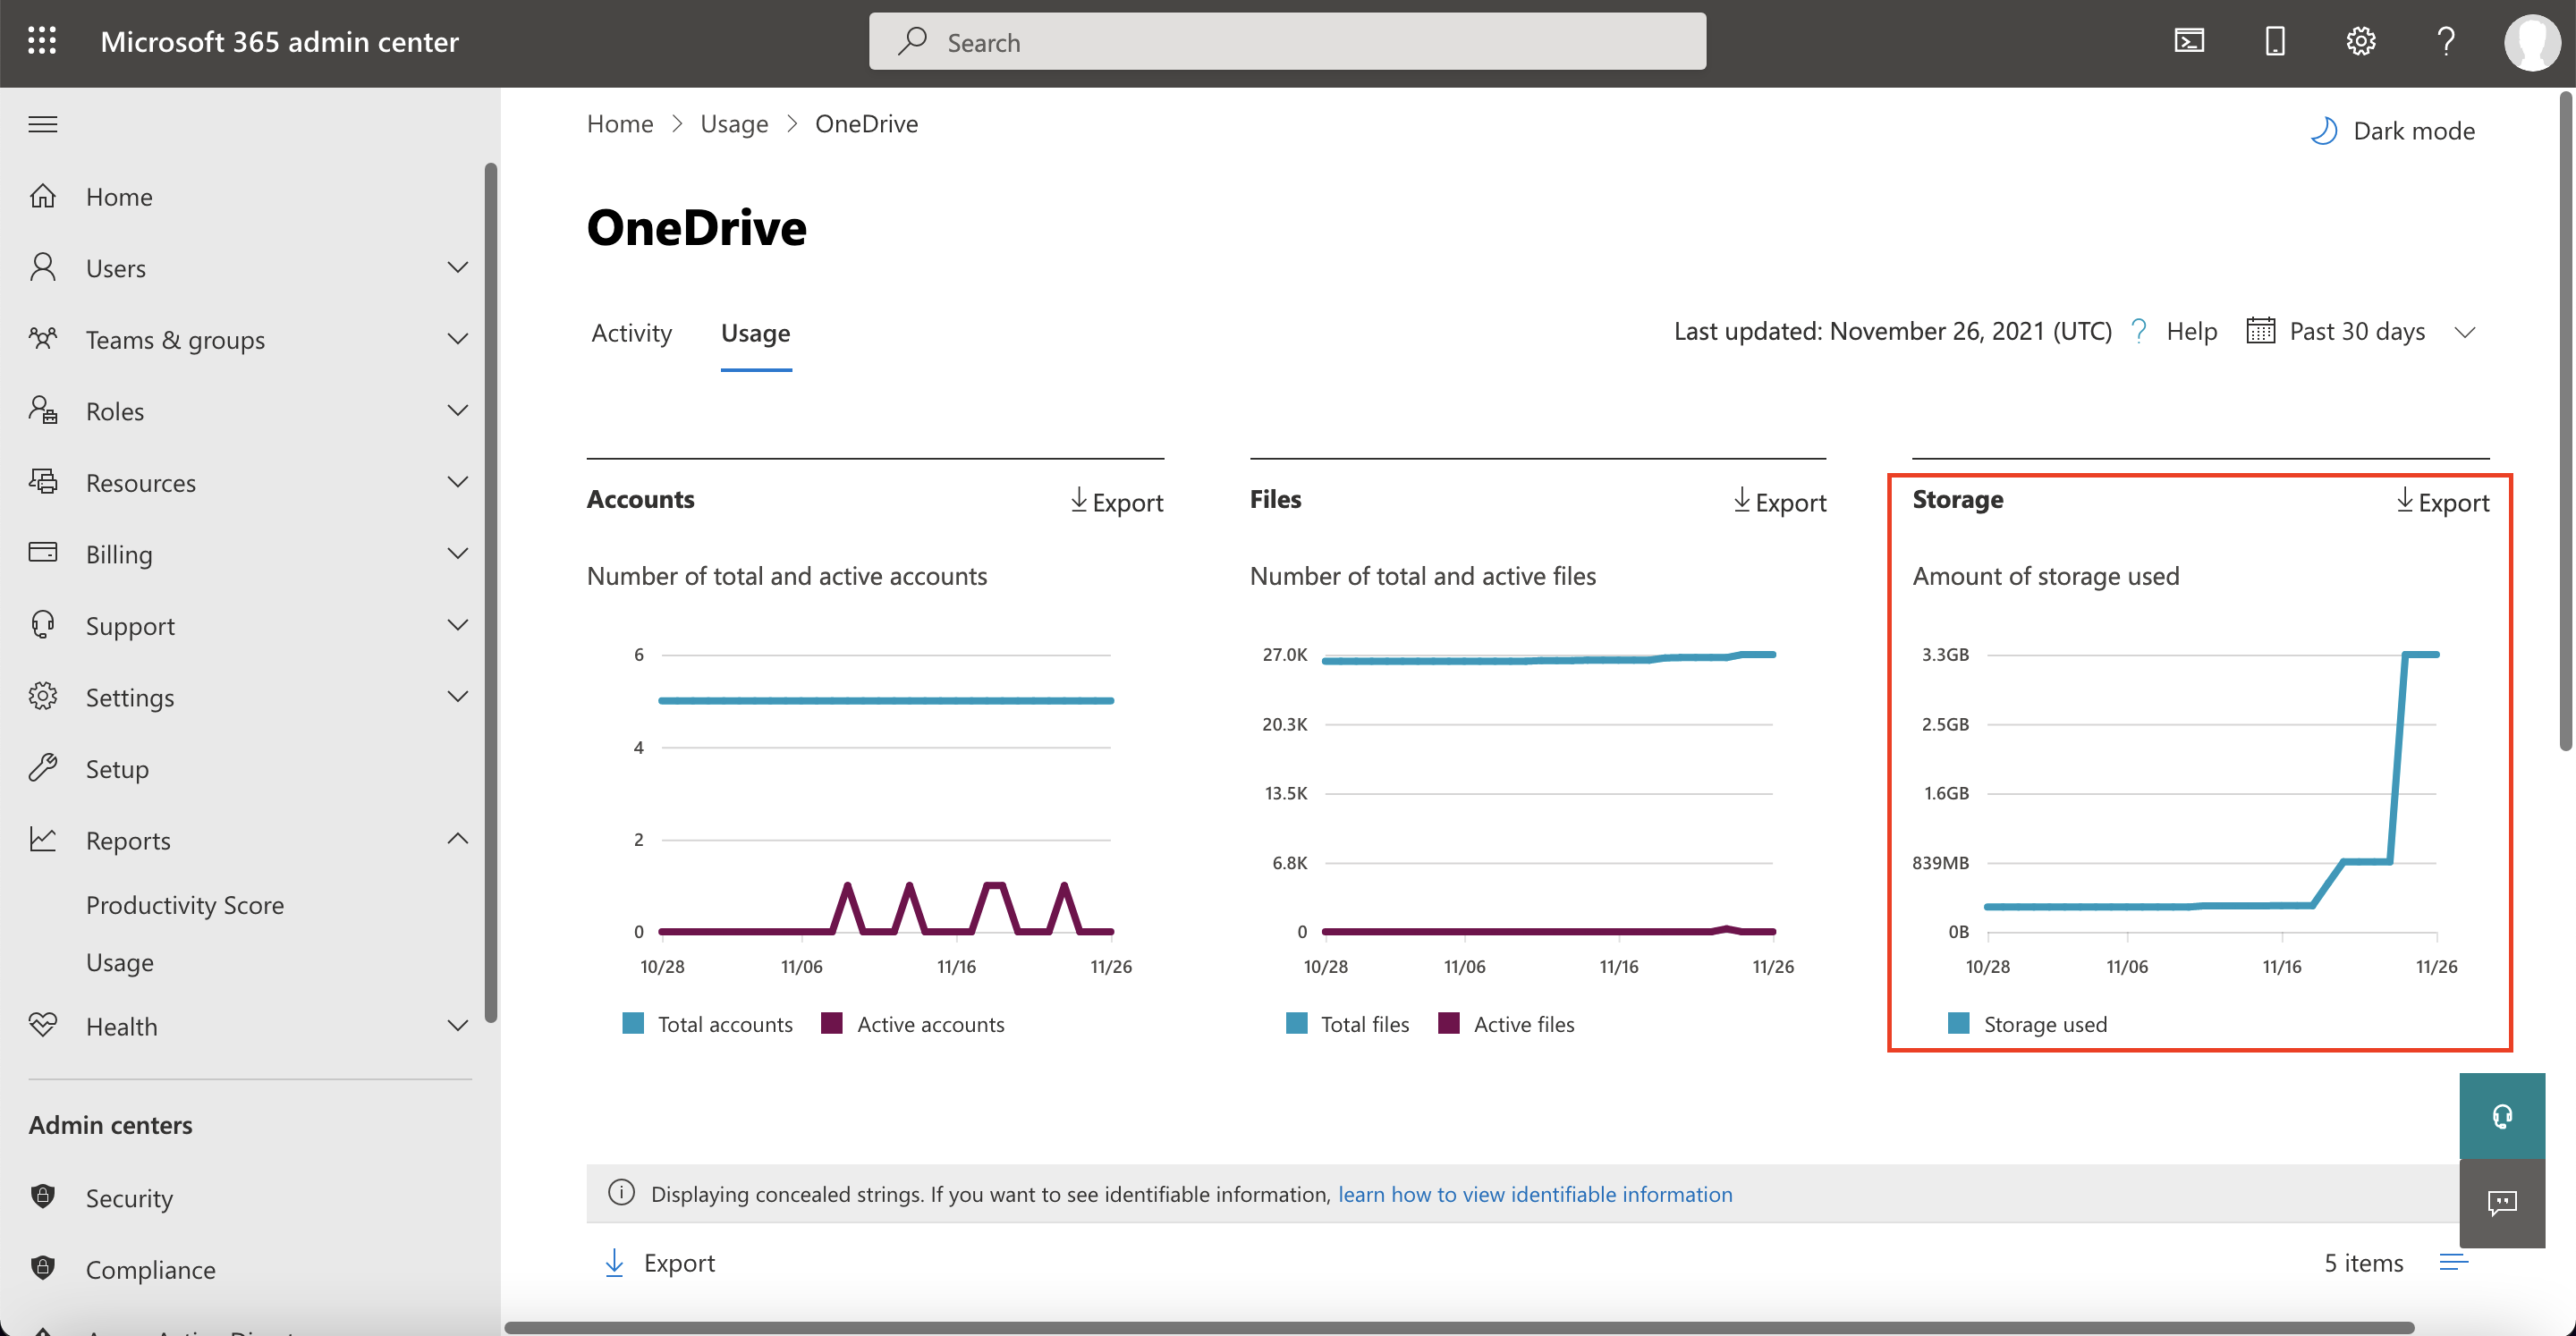 Microsoft 365 admin center
Search
Home
Users
Teams & groups
Roles
Resources
Billing
Support
Settings
Setup
Reports
Productivity Score
Usage
Health
Admin centers
Security
Compliance
Home > Usage > OneDrive
Dark mode
OneDrive
Activity
Usage
Last updated: November 26, 2021 (UTC)
? Help
Past 30 days
Accounts
Export
Number of total and active accounts
6
4
2
0
10/28 11/06 11/16 11/26
Total accounts Active accounts
Files
Export
Number of total and active files
27.0K
20.3K
13.5K
6.8K
0
10/28 11/06 11/16 11/26
Total files Active files
Storage
Export
Amount of storage used
3.3GB
2.5GB
1.6GB
839MB
0B
10/28 11/06 11/16 11/26
Storage used
Displaying concealed strings. If you want to see identifiable information, learn how to view identifiable information
Export
5 items